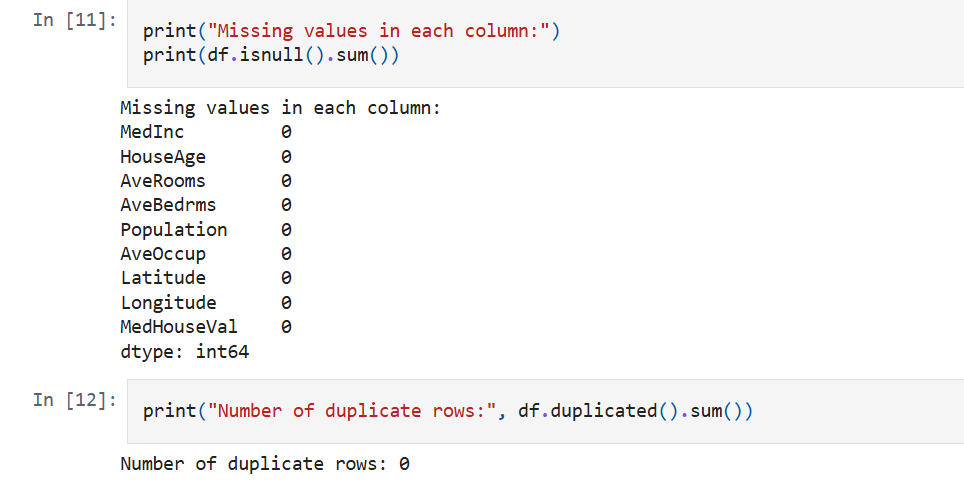 In [11]:
print("Missing values in each column:")
print(df.isnull().sum())
Missing values in each column:
MedInc 0
HouseAge 0
AveRooms 0
AveBedrms 0
Population 0
AveOccup 0
Latitude 0
Longitude 0
MedHouseVal 0
dtype: int64
In [12]:
print("Number of duplicate rows:", df.duplicated().sum())
Number of duplicate rows: 0